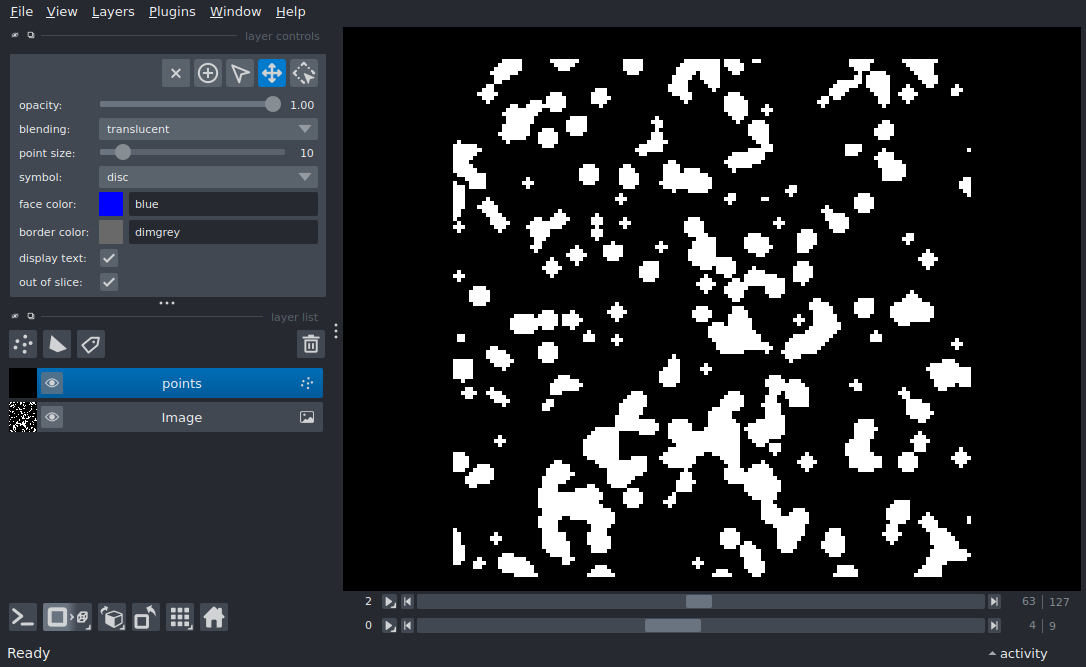 File View Layers Plugins Window Help
layer controls
opacity: 1.00
blending: translucent
point size: 10
symbol: disc
face color: blue
border color: dimgrey
display text:
out of slice:
layer list
points
Image
2 63 127
0 4 9
Ready activity